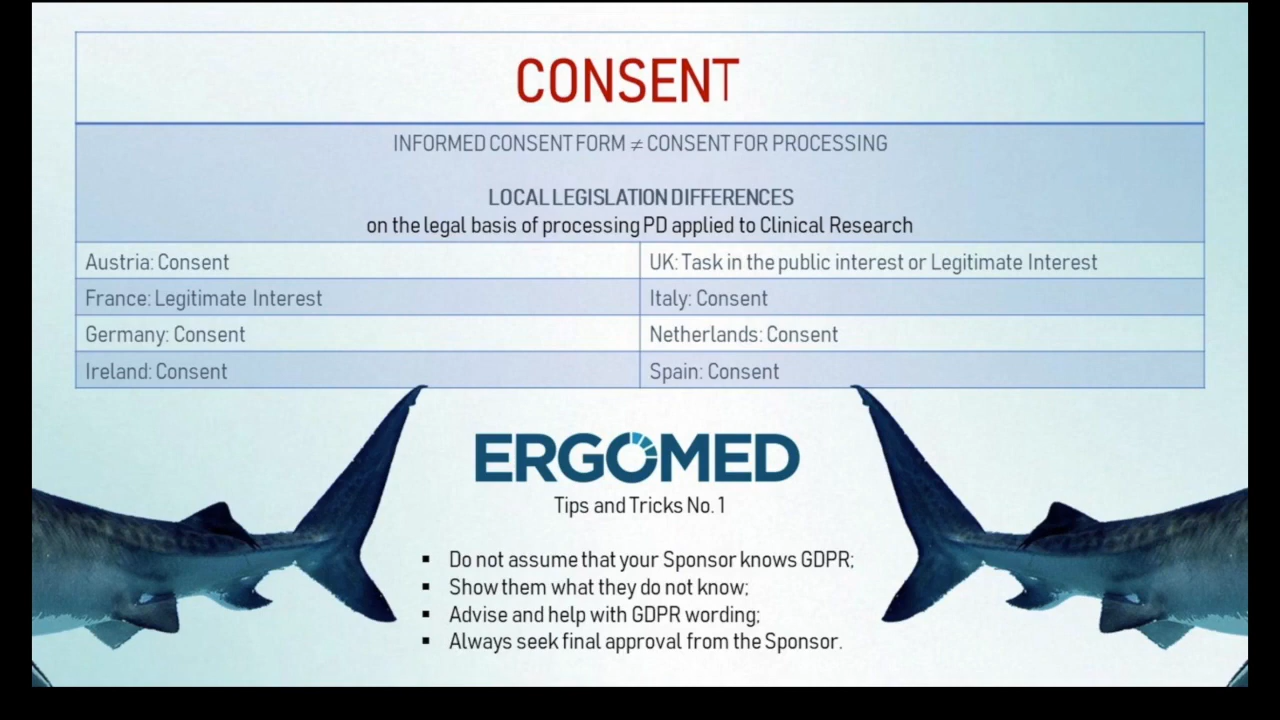 CONSENT
INFORMED CONSENT FORM ≠ CONSENT FOR PROCESSING
LOCAL LEGISLATION DIFFERENCES
on the legal basis of processing PD applied to Clinical Research
Austria: Consent
UK: Task in the public interest or Legitimate Interest
France: Legitimate Interest
Italy: Consent
Germany: Consent
Netherlands: Consent
Ireland: Consent
Spain: Consent
ERGOMED
Tips and Tricks No. 1
▪ Do not assume that your Sponsor knows GDPR;
▪ Show them what they do not know;
▪ Advise and help with GDPR wording;
▪ Always seek final approval from the Sponsor.